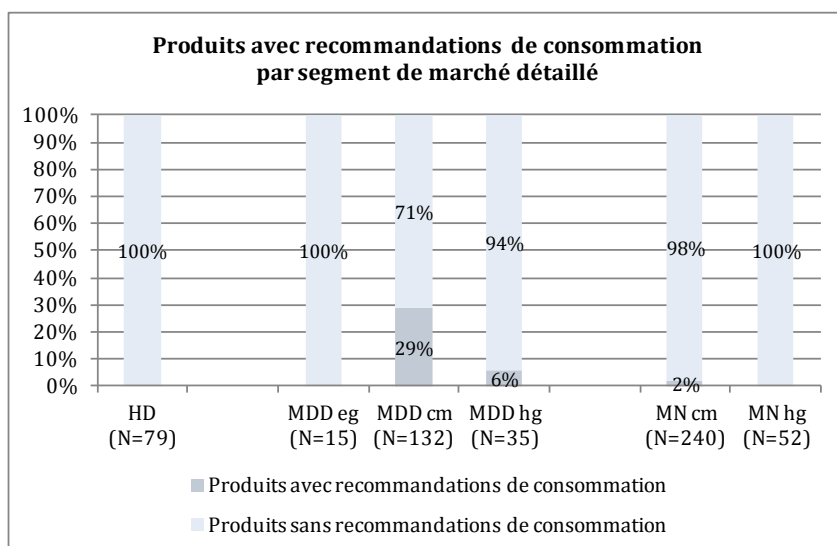 Produits avec recommandations de consommation
par segment de marché détaillé
100%
90%
80%
70%
60%
50%
40%
30%
20%
10%
0%
100%
100%
71%
29%
94%
6%
98%
2%
100%
HD
(N=79)
MDD eg
(N=15)
MDD cm
(N=132)
MDD hg
(N=35)
MN cm
(N=240)
MN hg
(N=52)
Produits avec recommandations de consommation
Produits sans recommandations de consommation